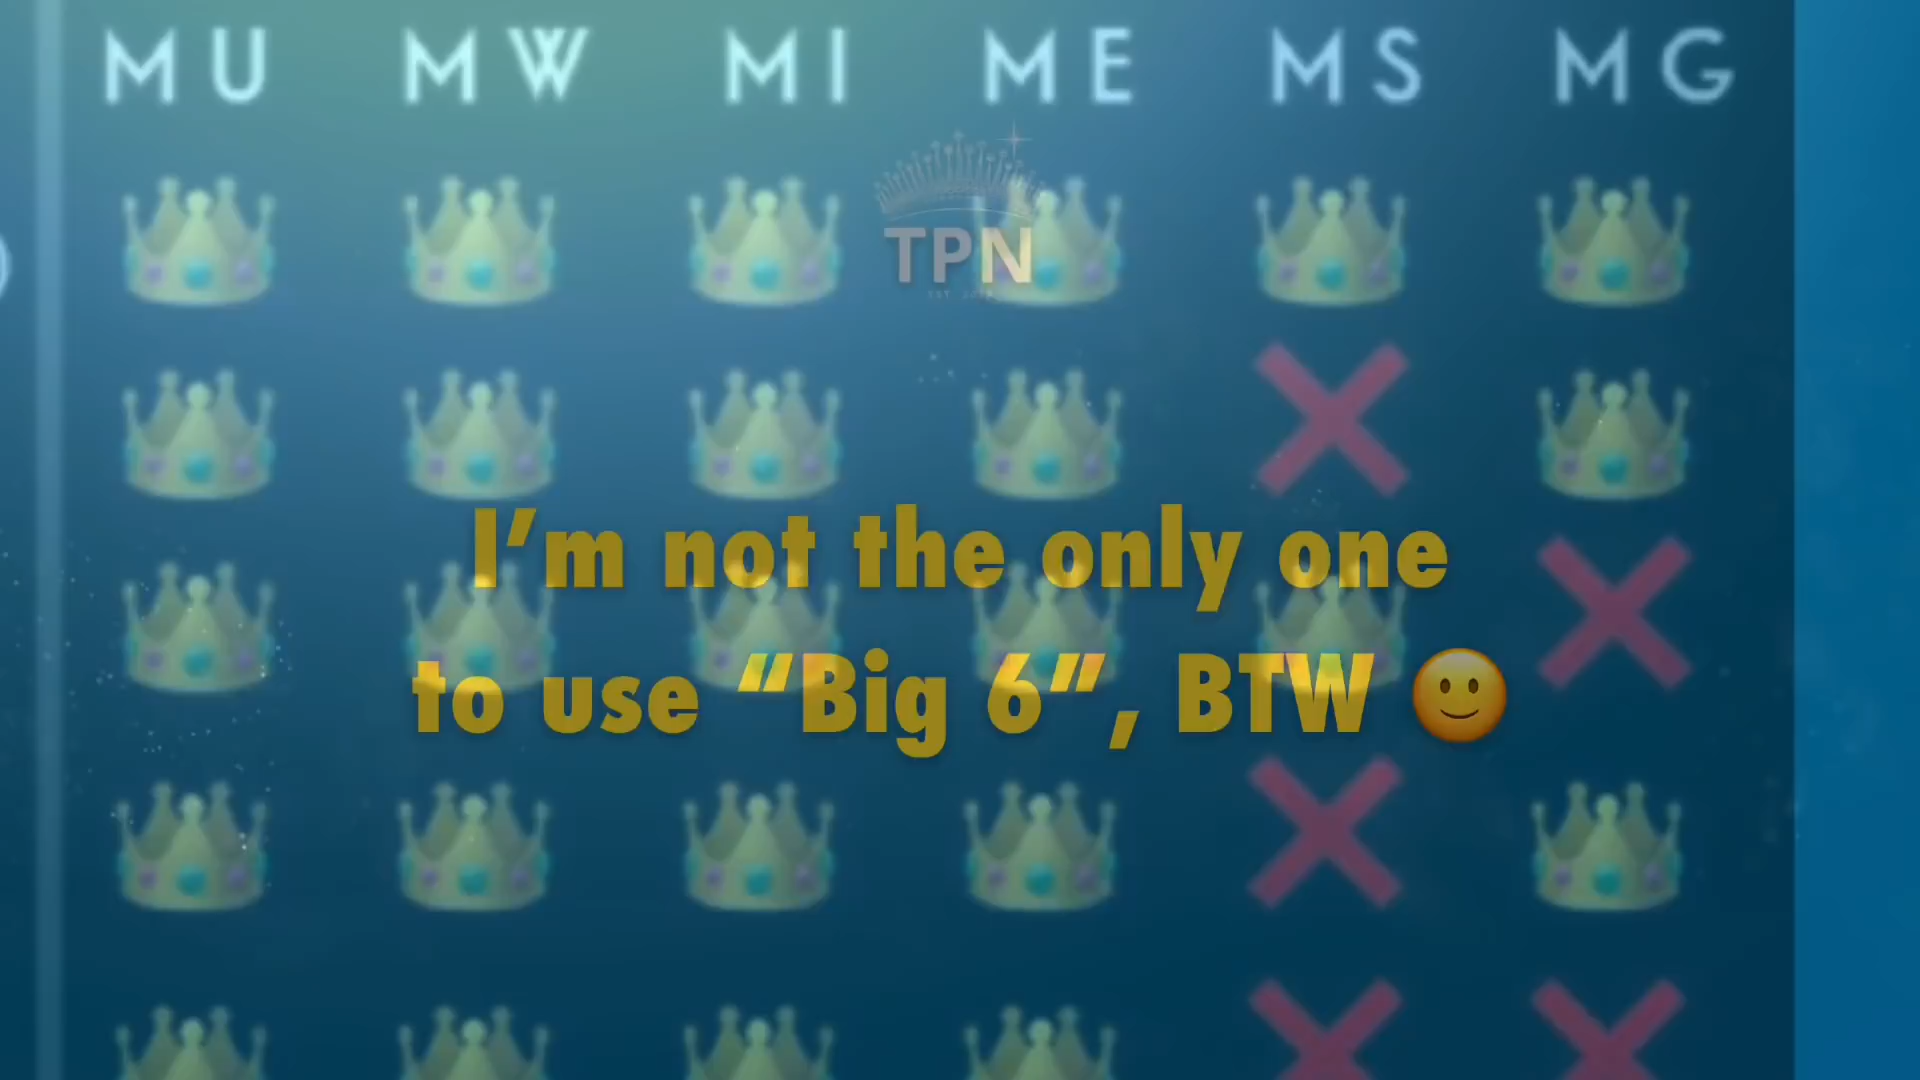 MU MW MI ME MS MG
TPN
I’m not the only one
to use “Big 6”, BTW 🙂